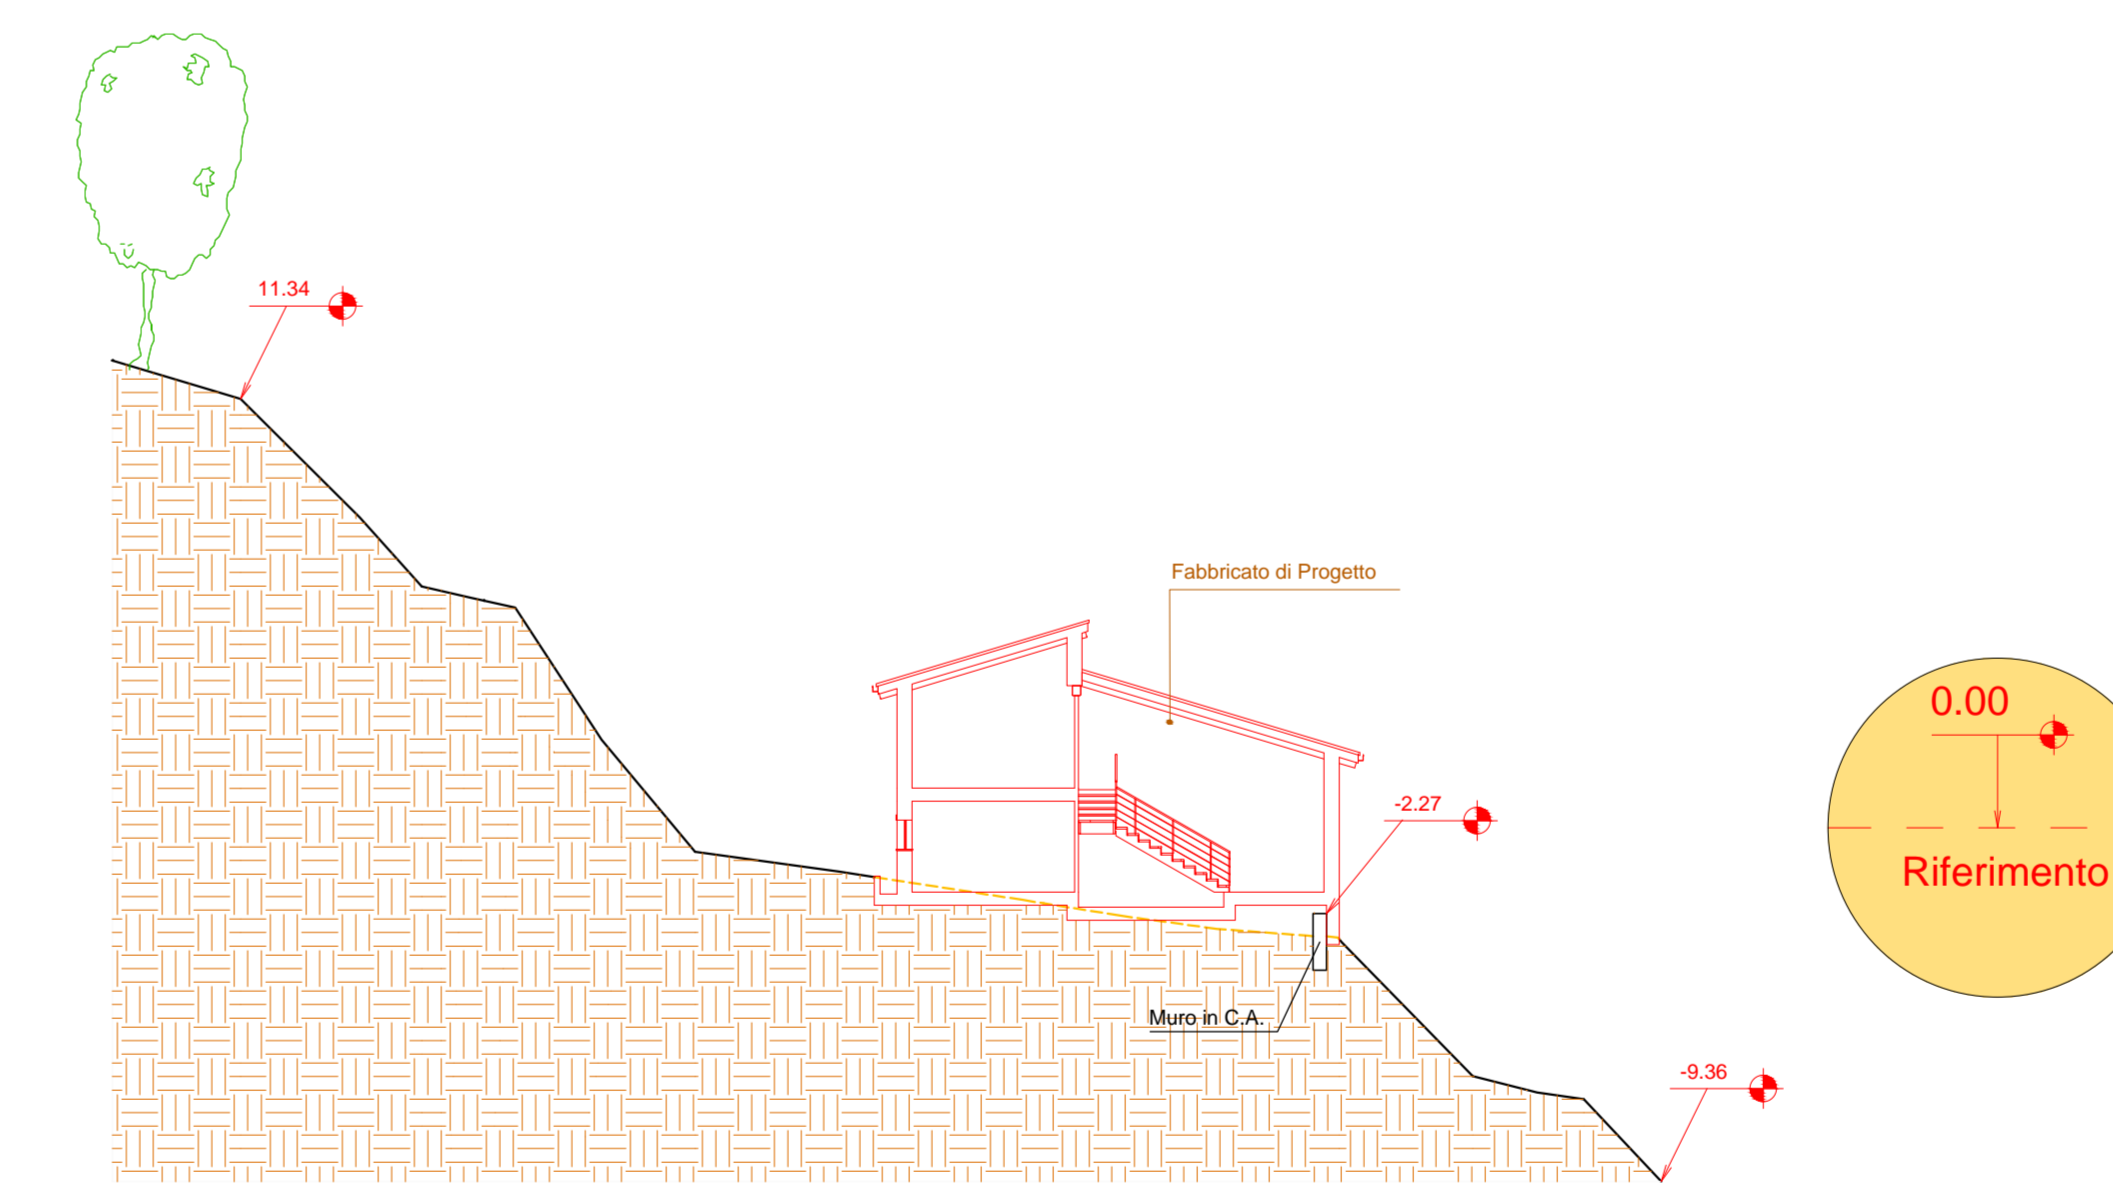 11.34
Fabbricato di Progetto
0.00
-2.27
Riferimento
Muro in C.A.
-9.36